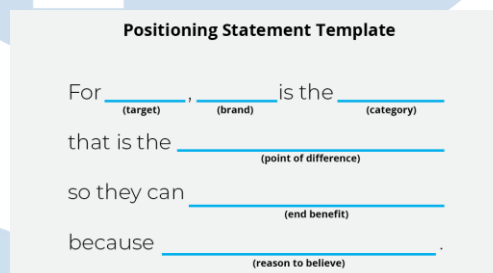 Positioning Statement Template
For , is the
(target) (brand) (category)
that is the
(point of difference)
so they can
(end benefit)
because .
(reason to believe)